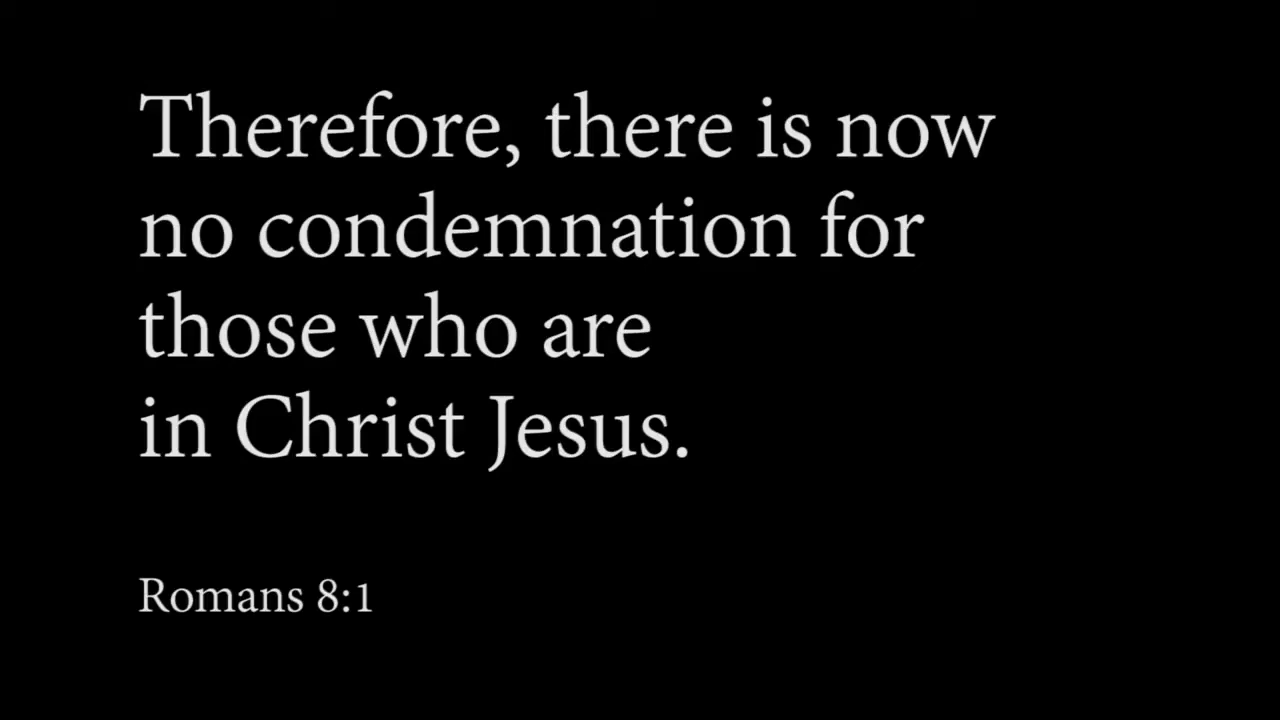 Therefore, there is now
no condemnation for
those who are
in Christ Jesus.
Romans 8:1